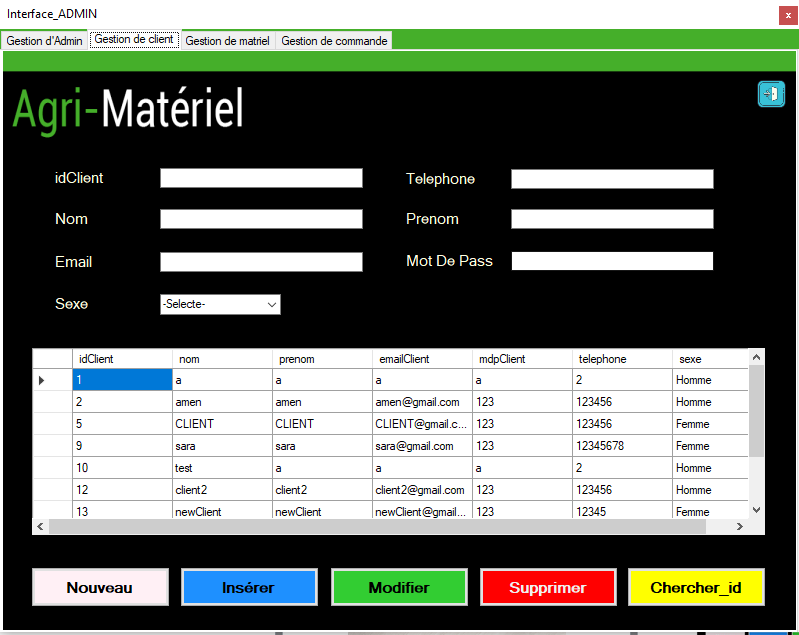 Interface_ADMIN x
Gestion d'Admin Gestion de client Gestion de matriel Gestion de commande
Agri-Matériel
idClient Telephone
Nom Prenom
Email Mot De Pass
Sexe -Selecte-
idClient nom prenom emailClient mdpClient telephone sexe
1 a a a a 2 Homme
2 amen amen amen@gmail.com 123 123456 Homme
5 CLIENT CLIENT CLIENT@gmail.c... 123 123456 Femme
9 sara sara sara@gmail.com 123 12345678 Femme
10 test a a a 2 Homme
12 client2 client2 client2@gmail.com 123 123456 Homme
13 newClient newClient newClient@gmail... 123 12345 Femme
Nouveau Insérer Modifier Supprimer Chercher_id